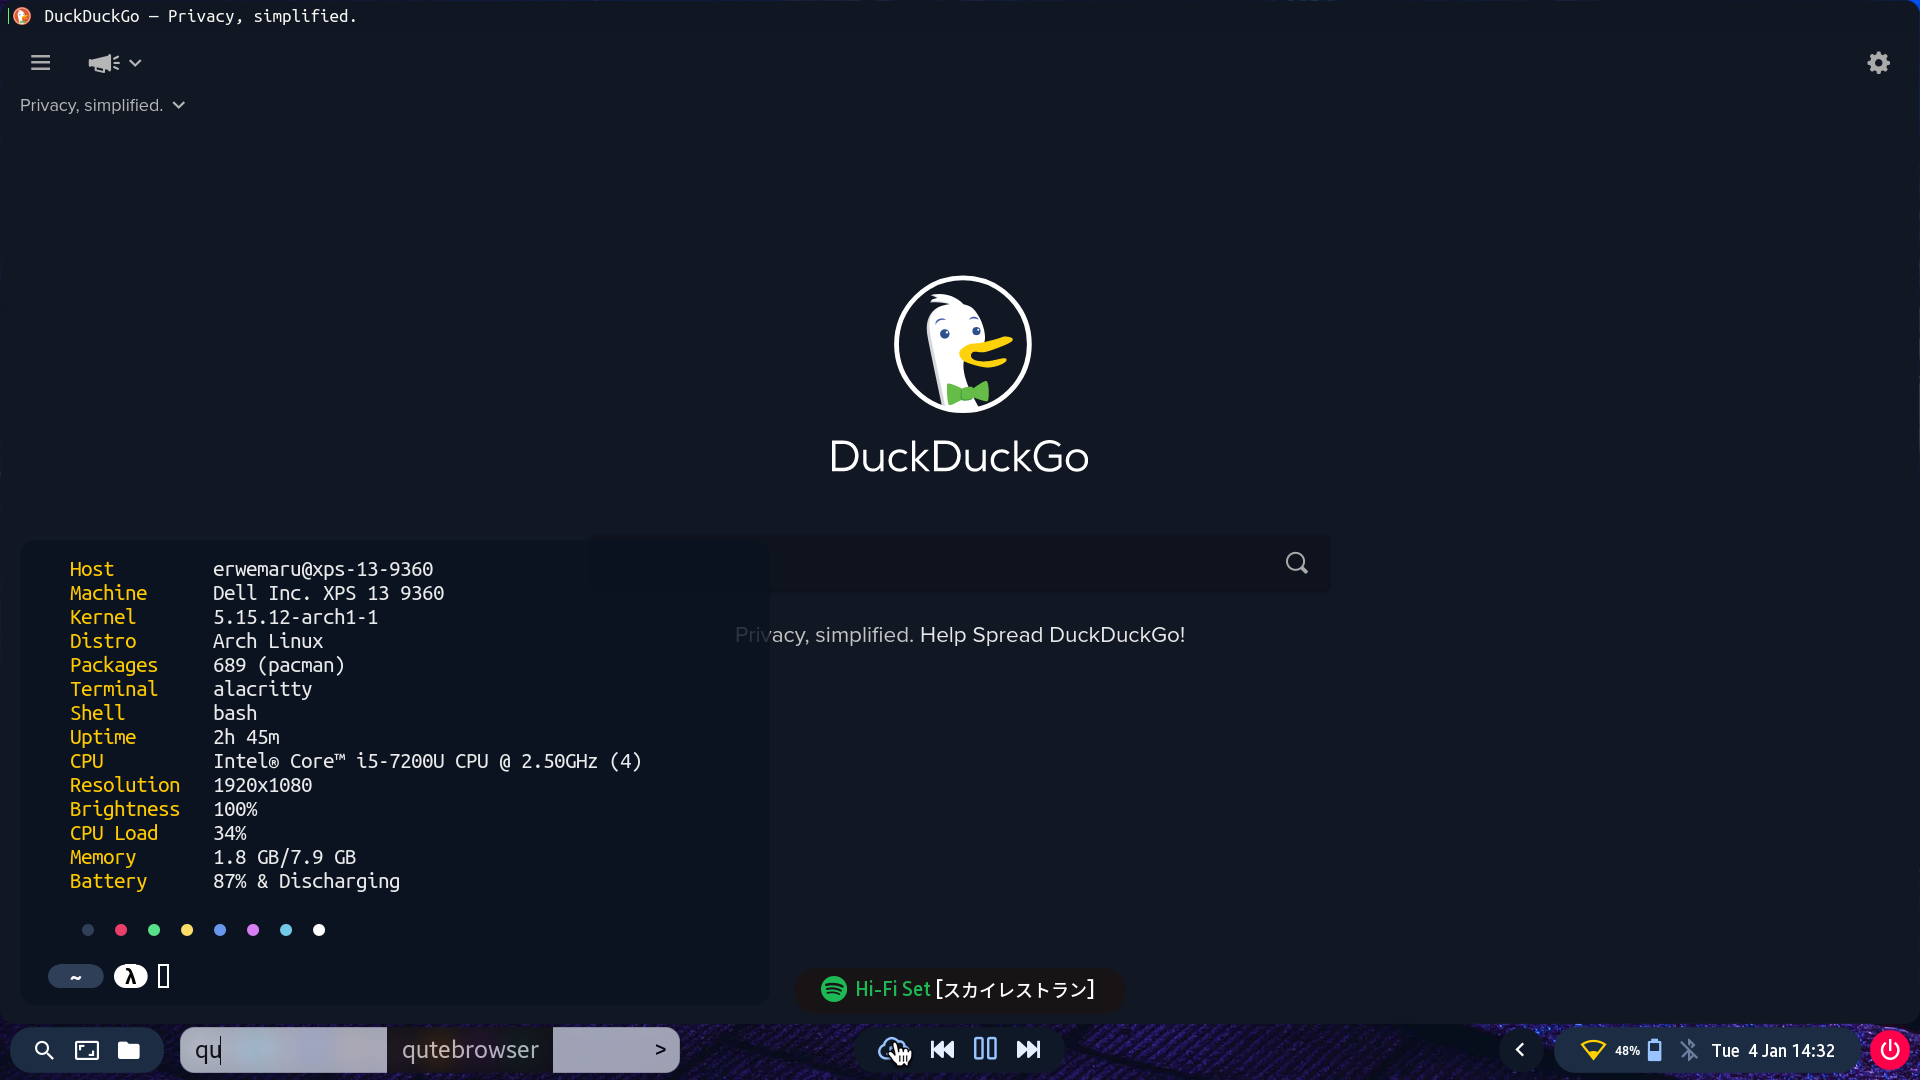 DuckDuckGo — Privacy, simplified.
Privacy, simplified.
DuckDuckGo
Privacy, simplified. Help Spread DuckDuckGo!
Host erwemaru@xps-13-9360
Machine Dell Inc. XPS 13 9360
Kernel 5.15.12-arch1-1
Distro Arch Linux
Packages 689 (pacman)
Terminal alacritty
Shell bash
Uptime 2h 45m
CPU Intel® Core™ i5-7200U CPU @ 2.50GHz (4)
Resolution 1920x1080
Brightness 100%
CPU Load 34%
Memory 1.8 GB/7.9 GB
Battery 87% & Discharging
~ λ
Hi-Fi Set [スカイレストラン]
qu qutebrowser >
48% Tue 4 Jan 14:32